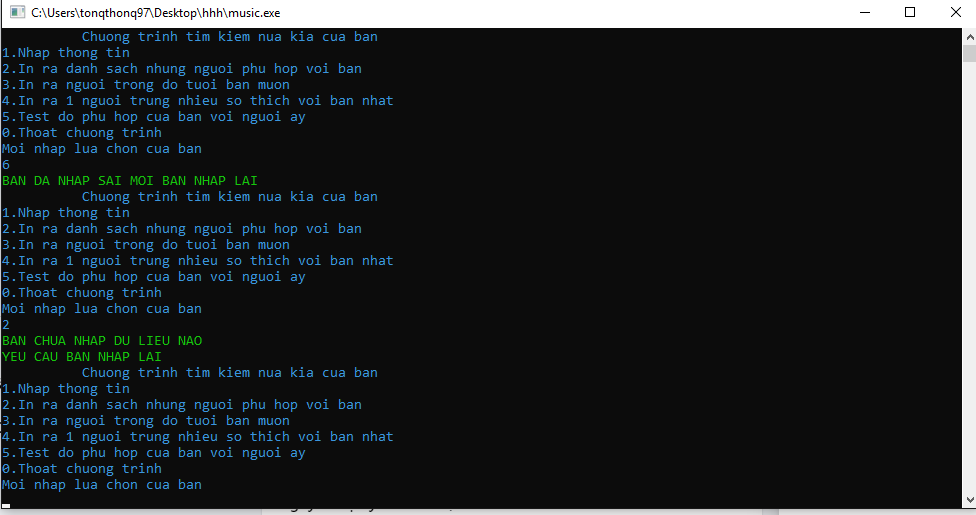 C:\Users\tonqthonq97\Desktop\hhh\music.exe
Chuong trinh tim kiem nua kia cua ban
1.Nhap thong tin
2.In ra danh sach nhung nguoi phu hop voi ban
3.In ra nguoi trong do tuoi ban muon
4.In ra 1 nguoi trung nhieu so thich voi ban nhat
5.Test do phu hop cua ban voi nguoi ay
0.Thoat chuong trinh
Moi nhap lua chon cua ban
6
BAN DA NHAP SAI MOI BAN NHAP LAI
Chuong trinh tim kiem nua kia cua ban
1.Nhap thong tin
2.In ra danh sach nhung nguoi phu hop voi ban
3.In ra nguoi trong do tuoi ban muon
4.In ra 1 nguoi trung nhieu so thich voi ban nhat
5.Test do phu hop cua ban voi nguoi ay
0.Thoat chuong trinh
Moi nhap lua chon cua ban
2
BAN CHUA NHAP DU LIEU NAO
YEU CAU BAN NHAP LAI
Chuong trinh tim kiem nua kia cua ban
1.Nhap thong tin
2.In ra danh sach nhung nguoi phu hop voi ban
3.In ra nguoi trong do tuoi ban muon
4.In ra 1 nguoi trung nhieu so thich voi ban nhat
5.Test do phu hop cua ban voi nguoi ay
0.Thoat chuong trinh
Moi nhap lua chon cua ban